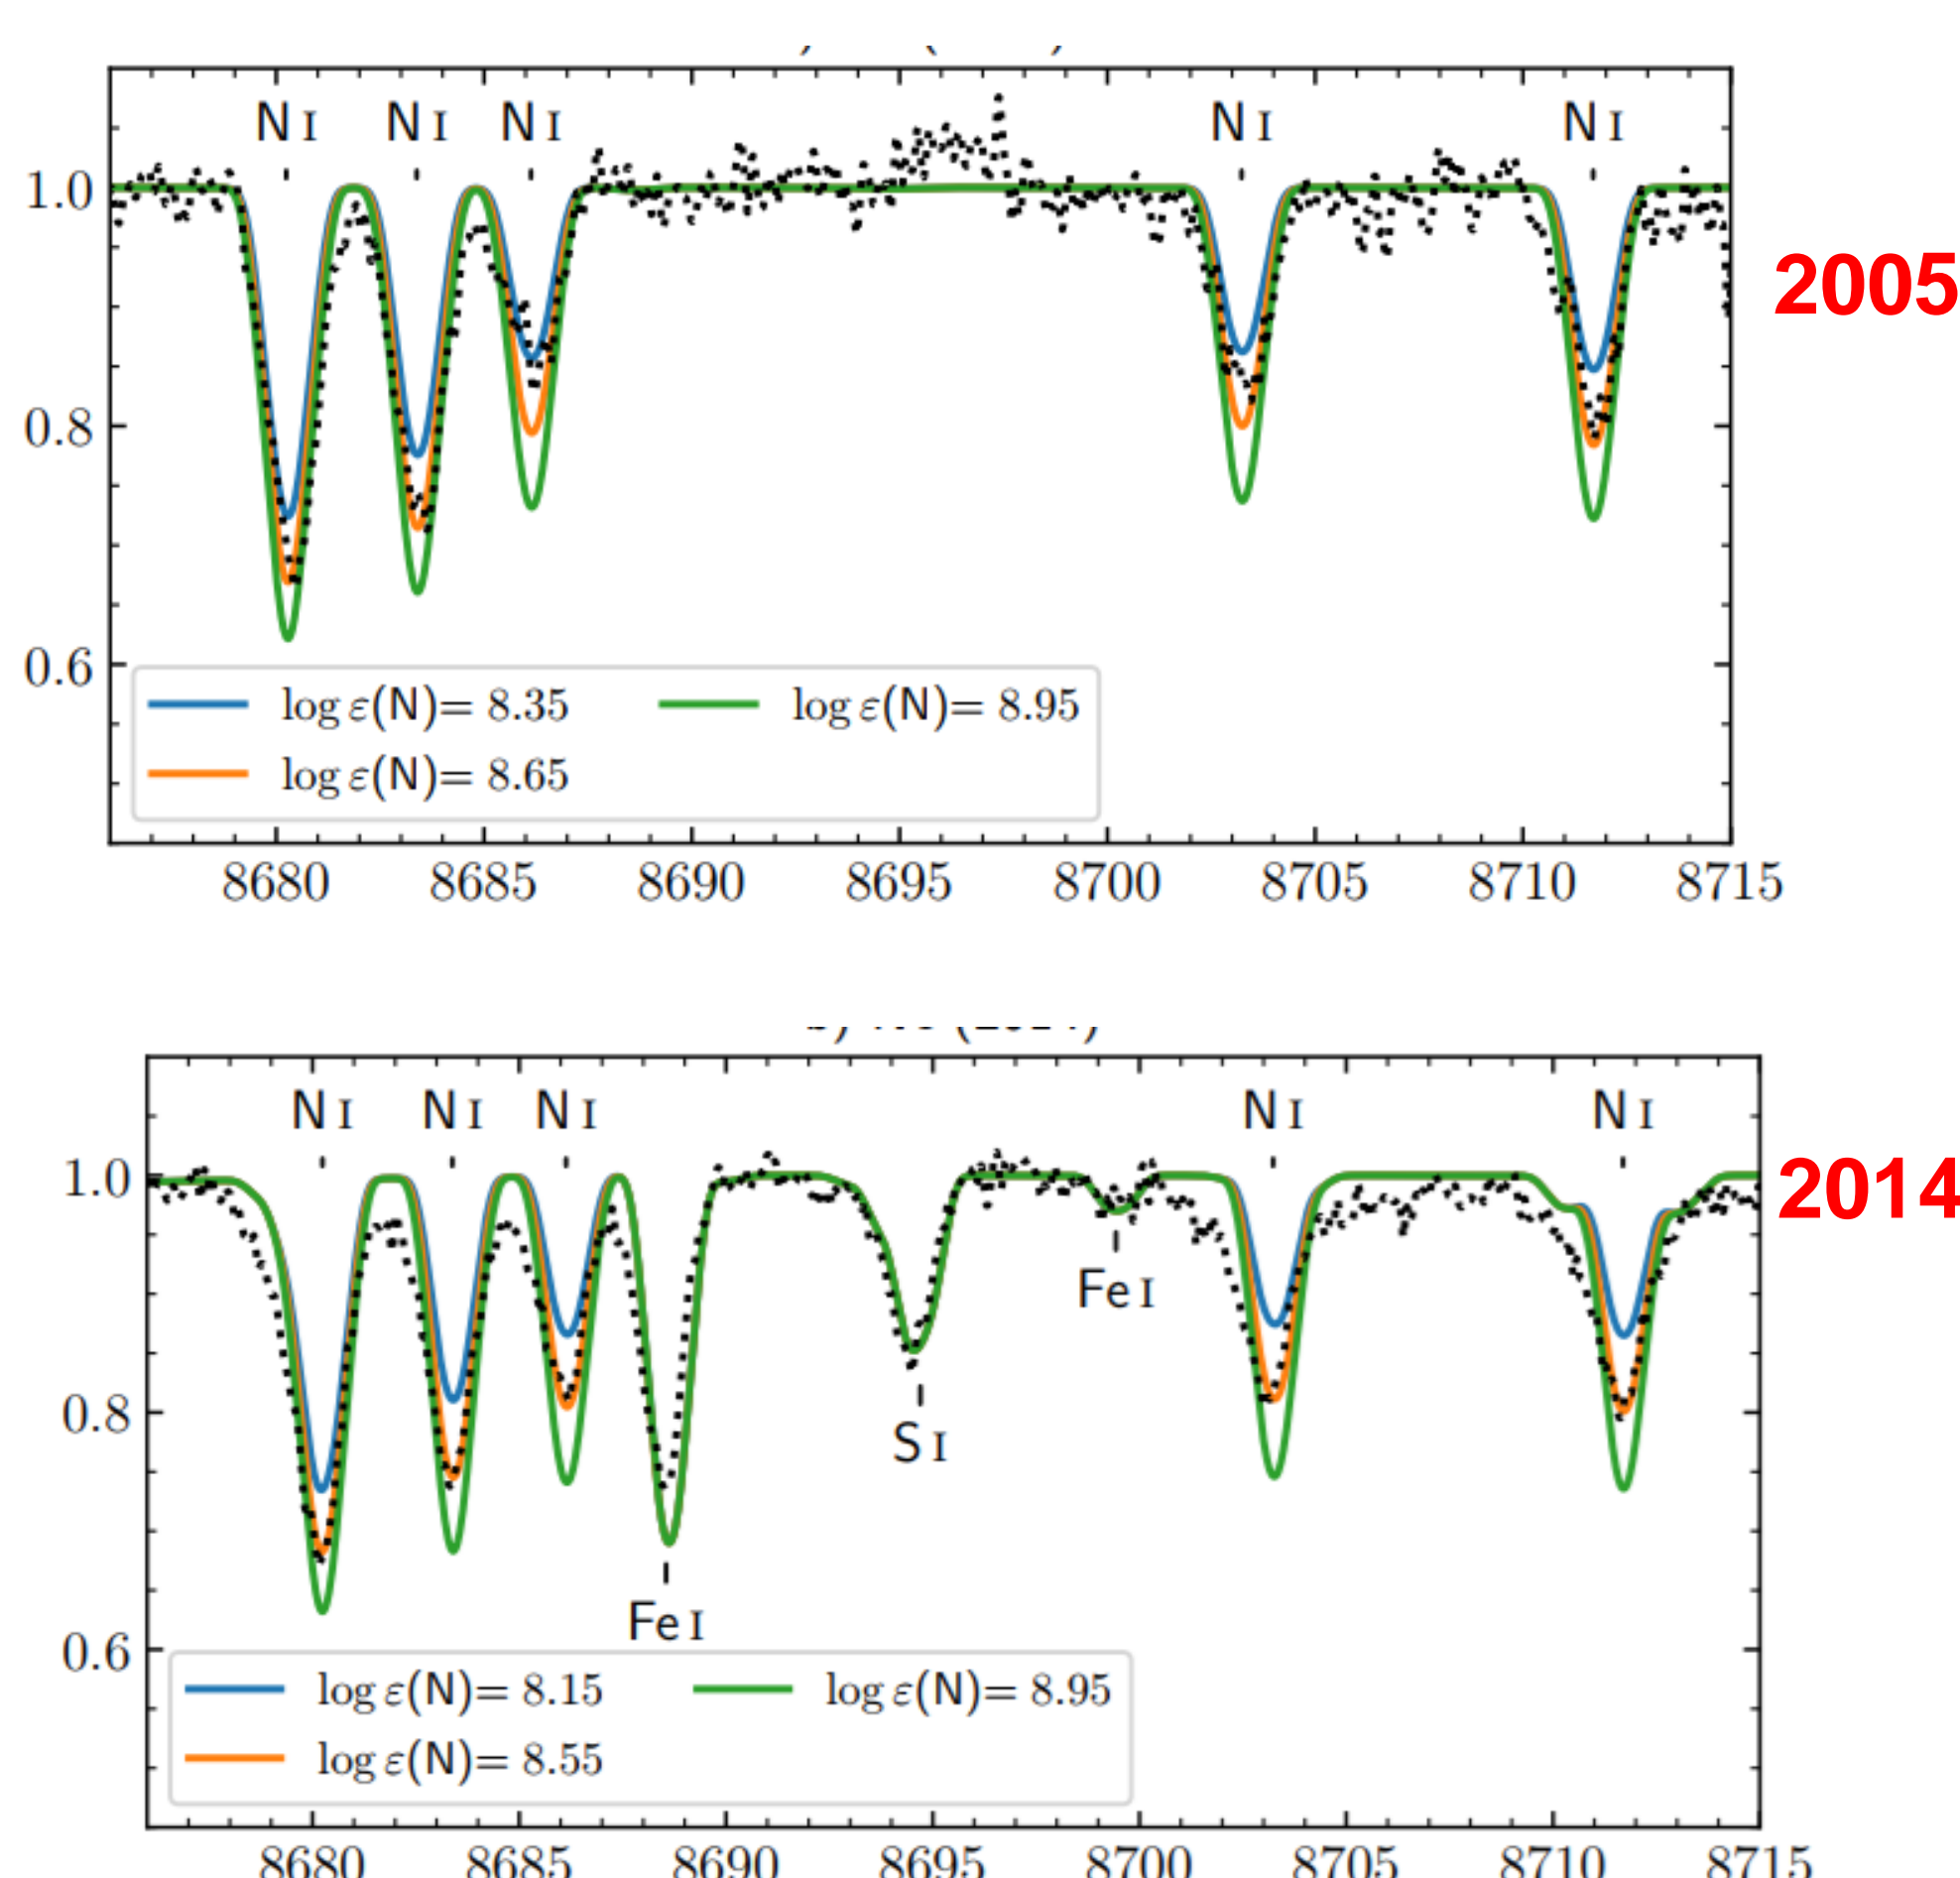 N I N I N I N I N I
1.0
2005
0.8
0.6
log ε(N)= 8.35 log ε(N)= 8.95
log ε(N)= 8.65
8680 8685 8690 8695 8700 8705 8710 8715
N I N I N I N I N I
1.0
2014
Fe I
0.8
S I
Fe I
0.6
log ε(N)= 8.15 log ε(N)= 8.95
log ε(N)= 8.55
8680 8685 8690 8695 8700 8705 8710 8715